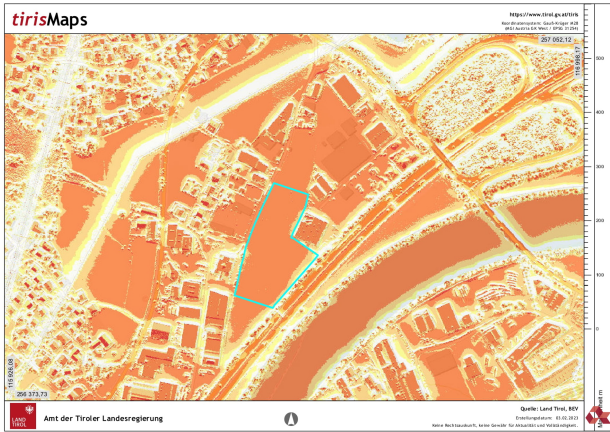 tirisMaps
https://www.tirol.gv.at/tiris
Koordinatensystem: Gauß-Krüger M28
(MGI Austria GK West / EPSG 31254)
257 052,12
116 998,17
500
400
300
200
100
0
115 926,08
256 373,73
LAND
TIROL
Amt der Tiroler Landesregierung
Quelle: Land Tirol, BEV
Erstellungsdatum: 03.02.2023
Keine Rechtsauskunft, keine Gewähr für Aktualität und Vollständigkeit.